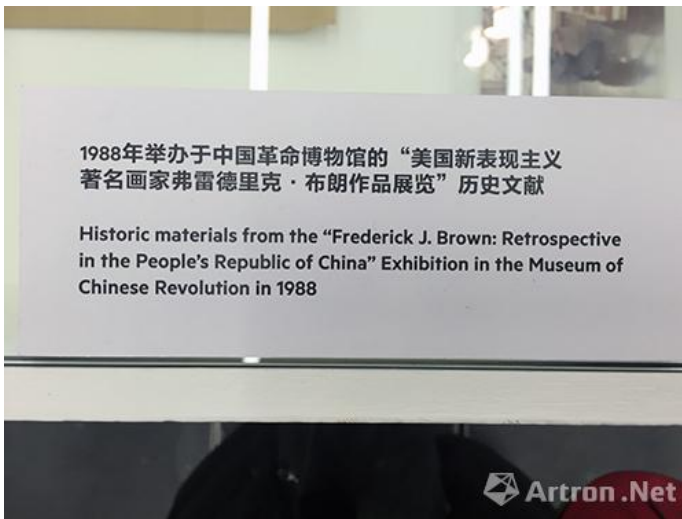 1988年举办于中国革命博物馆的“美国新表现主义
著名画家弗雷德里克·布朗作品展览”历史文献
Historic materials from the “Frederick J. Brown: Retrospective
in the People’s Republic of China” Exhibition in the Museum of
Chinese Revolution in 1988
Artron.Net